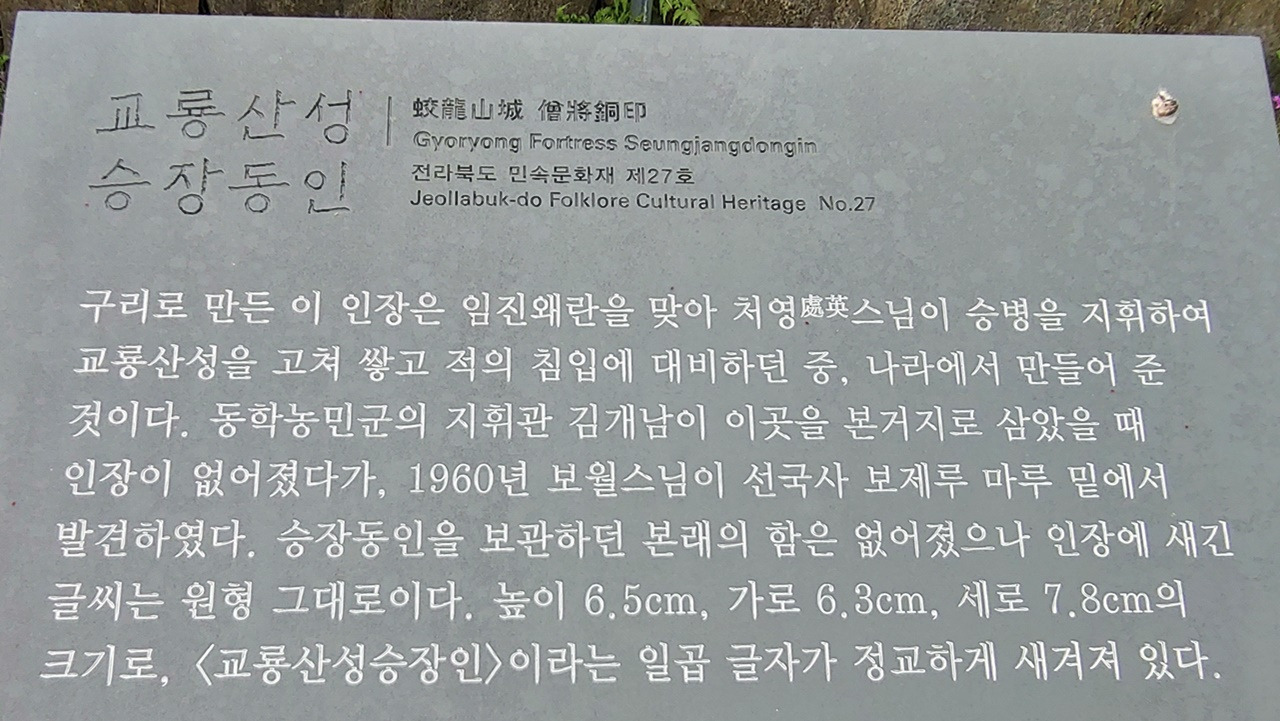 교룡산성
승장동인
蛟龍山城 僧將銅印
Gyoryong Fortress Seungjangdongin
전라북도 민속문화재 제27호
Jeollabuk-do Folklore Cultural Heritage No.27
구리로 만든 이 인장은 임진왜란을 맞아 처영處英스님이 승병을 지휘하여
교룡산성을 고쳐 쌓고 적의 침입에 대비하던 중, 나라에서 만들어 준
것이다. 동학농민군의 지휘관 김개남이 이곳을 본거지로 삼았을 때
인장이 없어졌다가, 1960년 보월스님이 선국사 보제루 마루 밑에서
발견하였다. 승장동인을 보관하던 본래의 함은 없어졌으나 인장에 새긴
글씨는 원형 그대로이다. 높이 6.5cm, 가로 6.3cm, 세로 7.8cm의
크기로, 〈교룡산성승장인〉이라는 일곱 글자가 정교하게 새겨져 있다.